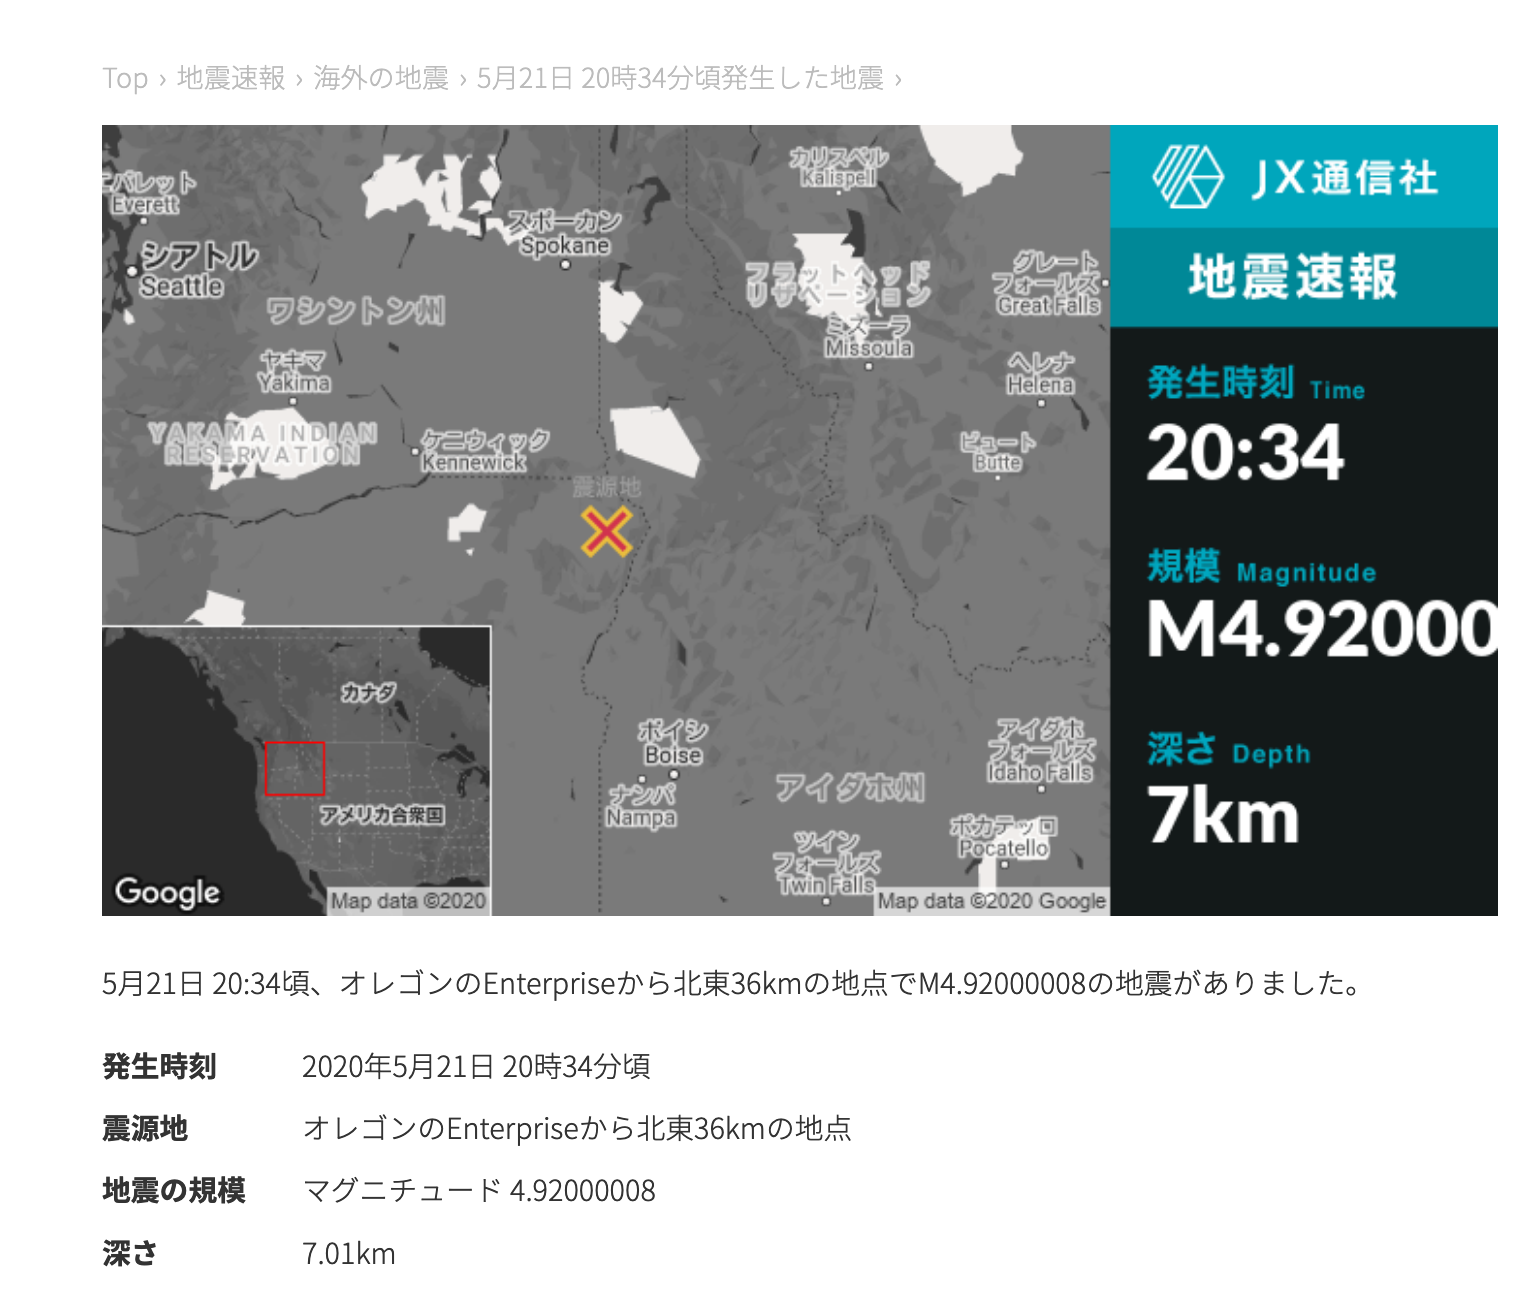 Top › 地震速報 › 海外の地震 › 5月21日 20時34分頃発生した地震 ›
エバレット
Everett
シアトル
Seattle
ワシントン州
スポーカン
Spokane
カリスペル
Kalispell
フラットヘッド
リザベーション
グレート
フォールズ
Great Falls
ミズーラ
Missoula
ヘレナ
Helena
ヤキマ
Yakima
YAKAMA INDIAN
RESERVATION
ケニウィック
Kennewick
ビュート
Butte
震源地
ボイシ
Boise
ナンパ
Nampa
アイダホ州
アイダホ
フォールズ
Idaho Falls
ツイン
フォールズ
Twin Falls
ポカテッロ
Pocatello
カナダ
アメリカ合衆国
Google
Map data ©2020
Map data ©2020 Google
JX通信社
地震速報
発生時刻 Time
20:34
規模 Magnitude
M4.92000
深さ Depth
7km
5月21日 20:34頃、オレゴンのEnterpriseから北東36kmの地点でM4.92000008の地震がありました。
発生時刻 2020年5月21日 20時34分頃
震源地 オレゴンのEnterpriseから北東36kmの地点
地震の規模 マグニチュード 4.92000008
深さ 7.01km